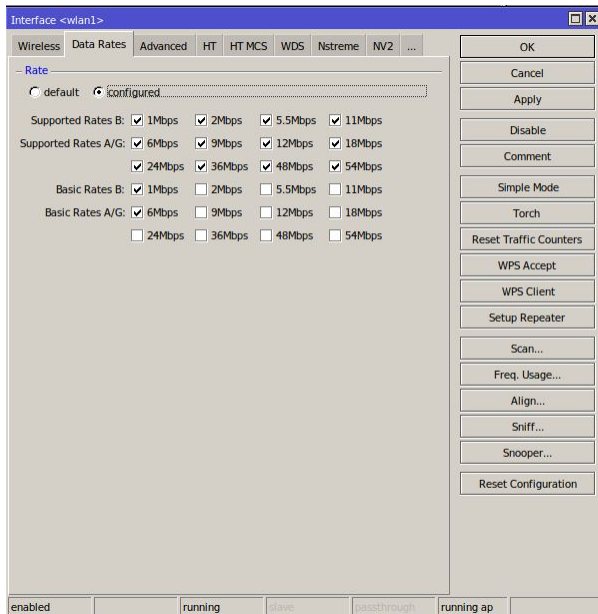 Interface <wlan1>
Wireless Data Rates Advanced HT HT MCS WDS Nstreme NV2 ...
Rate
default configured
Supported Rates B: 1Mbps 2Mbps 5.5Mbps 11Mbps
Supported Rates A/G: 6Mbps 9Mbps 12Mbps 18Mbps
24Mbps 36Mbps 48Mbps 54Mbps
Basic Rates B: 1Mbps 2Mbps 5.5Mbps 11Mbps
Basic Rates A/G: 6Mbps 9Mbps 12Mbps 18Mbps
24Mbps 36Mbps 48Mbps 54Mbps
OK
Cancel
Apply
Disable
Comment
Simple Mode
Torch
Reset Traffic Counters
WPS Accept
WPS Client
Setup Repeater
Scan...
Freq. Usage...
Align...
Sniff...
Snooper...
Reset Configuration
enabled running slave passthrough running ap